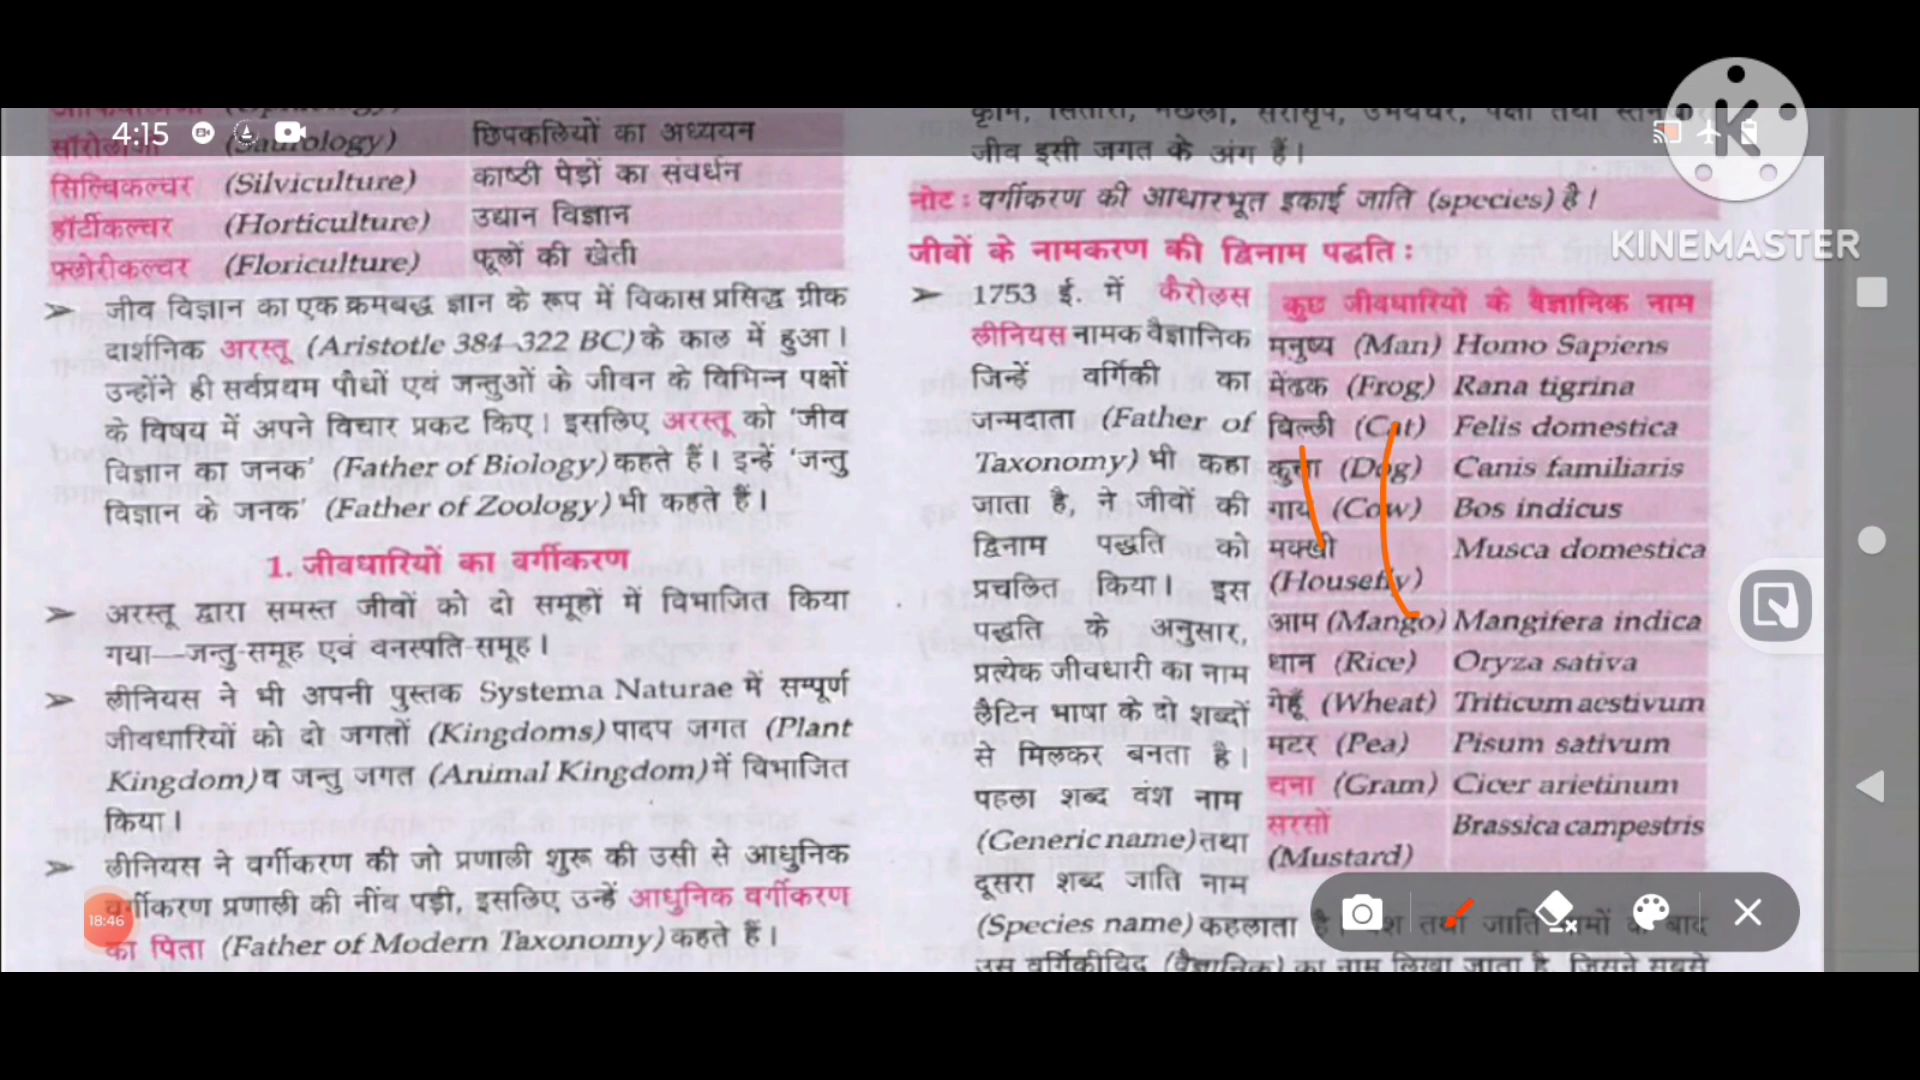 4:15
KINEMASTER
(Saurology) छिपकलियों का अध्ययन
सिल्विकल्चर (Silviculture) काष्ठी पेड़ों का संवर्धन
हॉर्टीकल्चर (Horticulture) उद्यान विज्ञान
फ्लोरीकल्चर (Floriculture) फूलों की खेती
➤ जीव विज्ञान का एक क्रमबद्ध ज्ञान के रूप में विकास प्रसिद्ध ग्रीक
दार्शनिक अरस्तू (Aristotle 384–322 BC) के काल में हुआ।
उन्होंने ही सर्वप्रथम पौधों एवं जन्तुओं के जीवन के विभिन्न पक्षों
के विषय में अपने विचार प्रकट किए। इसलिए अरस्तू को 'जीव
विज्ञान का जनक' (Father of Biology) कहते हैं। इन्हें 'जन्तु
विज्ञान के जनक' (Father of Zoology) भी कहते हैं।
1. जीवधारियों का वर्गीकरण
➤ अरस्तू द्वारा समस्त जीवों को दो समूहों में विभाजित किया
गया—जन्तु-समूह एवं वनस्पति-समूह।
➤ लीनियस ने भी अपनी पुस्तक Systema Naturae में सम्पूर्ण
जीवधारियों को दो जगतों (Kingdoms) पादप जगत (Plant
Kingdom) व जन्तु जगत (Animal Kingdom) में विभाजित
किया।
➤ लीनियस ने वर्गीकरण की जो प्रणाली शुरू की उसी से आधुनिक
वर्गीकरण प्रणाली की नींव पड़ी, इसलिए उन्हें आधुनिक वर्गीकरण
का पिता (Father of Modern Taxonomy) कहते हैं।
18:46
जीव इसी जगत के अंग हैं।
नोट : वर्गीकरण की आधारभूत इकाई जाति (species) है!
जीवों के नामकरण की द्विनाम पद्धति :
➤ 1753 ई. में कैरोलस
लीनियस नामक वैज्ञानिक
जिन्हें वर्गिकी का
जन्मदाता (Father of
Taxonomy) भी कहा
जाता है, ने जीवों की
द्विनाम पद्धति को
प्रचलित किया। इस
पद्धति के अनुसार,
प्रत्येक जीवधारी का नाम
लैटिन भाषा के दो शब्दों
से मिलकर बनता है।
पहला शब्द वंश नाम
(Generic name) तथा
दूसरा शब्द जाति नाम
(Species name) कहलाता है। वंश तथा जाति नामों के बाद
उस वर्गिकीविद् (वैज्ञानिक) का नाम लिखा जाता है, जिसने सबसे
कुछ जीवधारियों के वैज्ञानिक नाम
मनुष्य (Man) Homo Sapiens
मेंढक (Frog) Rana tigrina
बिल्ली (Cat) Felis domestica
कुत्ता (Dog) Canis familiaris
गाय (Cow) Bos indicus
मक्खी Musca domestica
(Housefly)
आम (Mango) Mangifera indica
धान (Rice) Oryza sativa
गेहूँ (Wheat) Triticum aestivum
मटर (Pea) Pisum sativum
चना (Gram) Cicer arietinum
सरसों Brassica campestris
(Mustard)